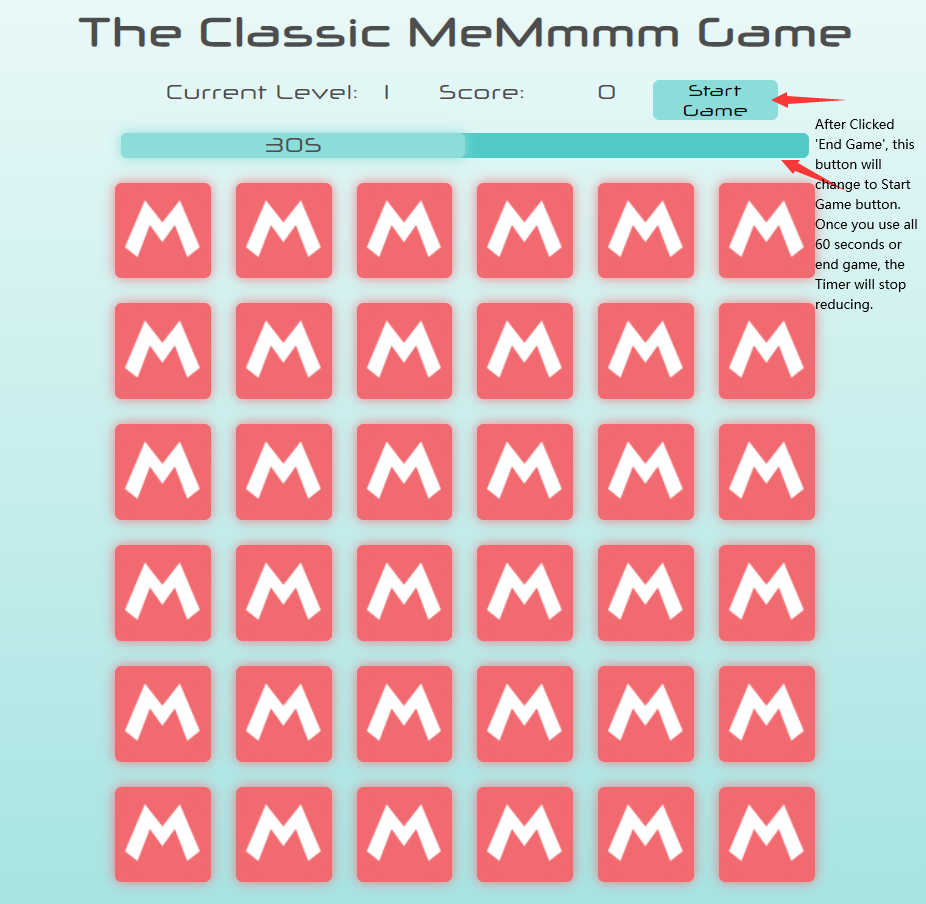 The Classic MeMmmm Game
Current Level: 1 Score: 0
Start
Game
30S
After Clicked
'End Game', this
button will
change to Start
Game button.
Once you use all
60 seconds or
end game, the
Timer will stop
reducing.
M M M M M M
M M M M M M
M M M M M M
M M M M M M
M M M M M M
M M M M M M